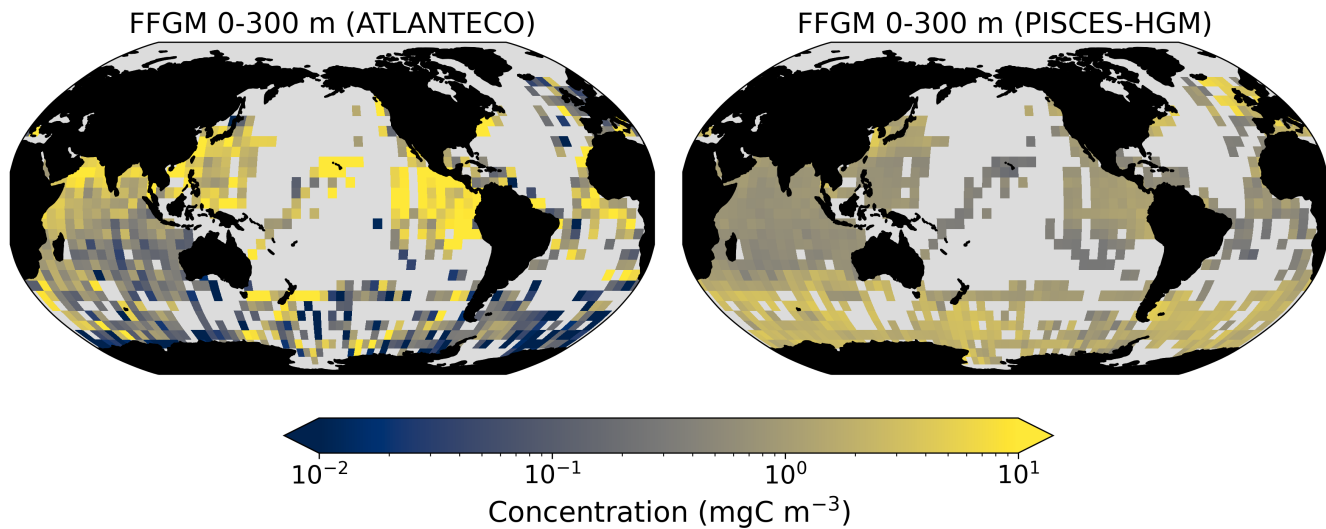 FFGM 0-300 m (ATLANTECO) FFGM 0-300 m (PISCES-HGM)
10⁻² 10⁻¹ 10⁰ 10¹
Concentration (mgC m⁻³)